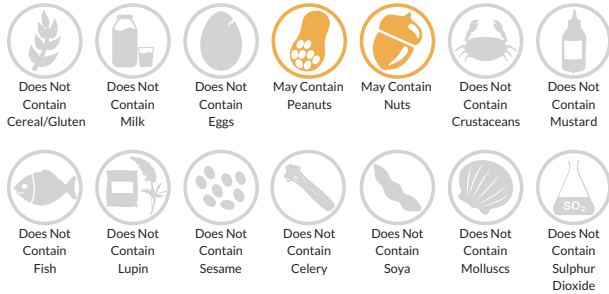 Does Not
Contain
Cereal/Gluten
Does Not
Contain
Milk
Does Not
Contain
Eggs
May Contain
Peanuts
May Contain
Nuts
Does Not
Contain
Crustaceans
Does Not
Contain
Mustard
Does Not
Contain
Fish
Does Not
Contain
Lupin
Does Not
Contain
Sesame
Does Not
Contain
Celery
Does Not
Contain
Soya
Does Not
Contain
Molluscs
SO₂
Does Not
Contain
Sulphur
Dioxide